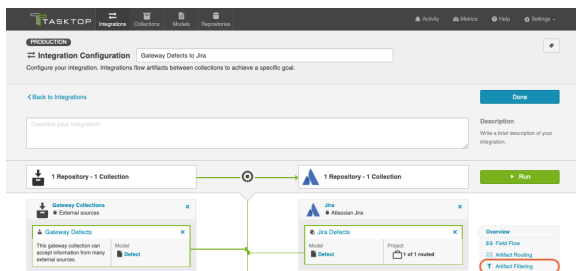 TASKTOP
Integrations
Collections
Models
Repositories
Activity
Metrics
Help
Settings
PRODUCTION
Integration Configuration
Gateway Defects to Jira
Configure your integration. Integrations flow artifacts between collections to achieve a specific goal.
Back to Integrations
Done
Describe your integration
Description
Write a brief description of your
integration.
1 Repository - 1 Collection
1 Repository - 1 Collection
Run
Gateway Collections
External sources
Jira
Atlassian Jira
Gateway Defects
This gateway collection can
accept information from many
external sources.
Model
Defect
Jira Defects
Model
Defect
Project
1 of 1 routed
Overview
Field Flow
Artifact Routing
Artifact Filtering